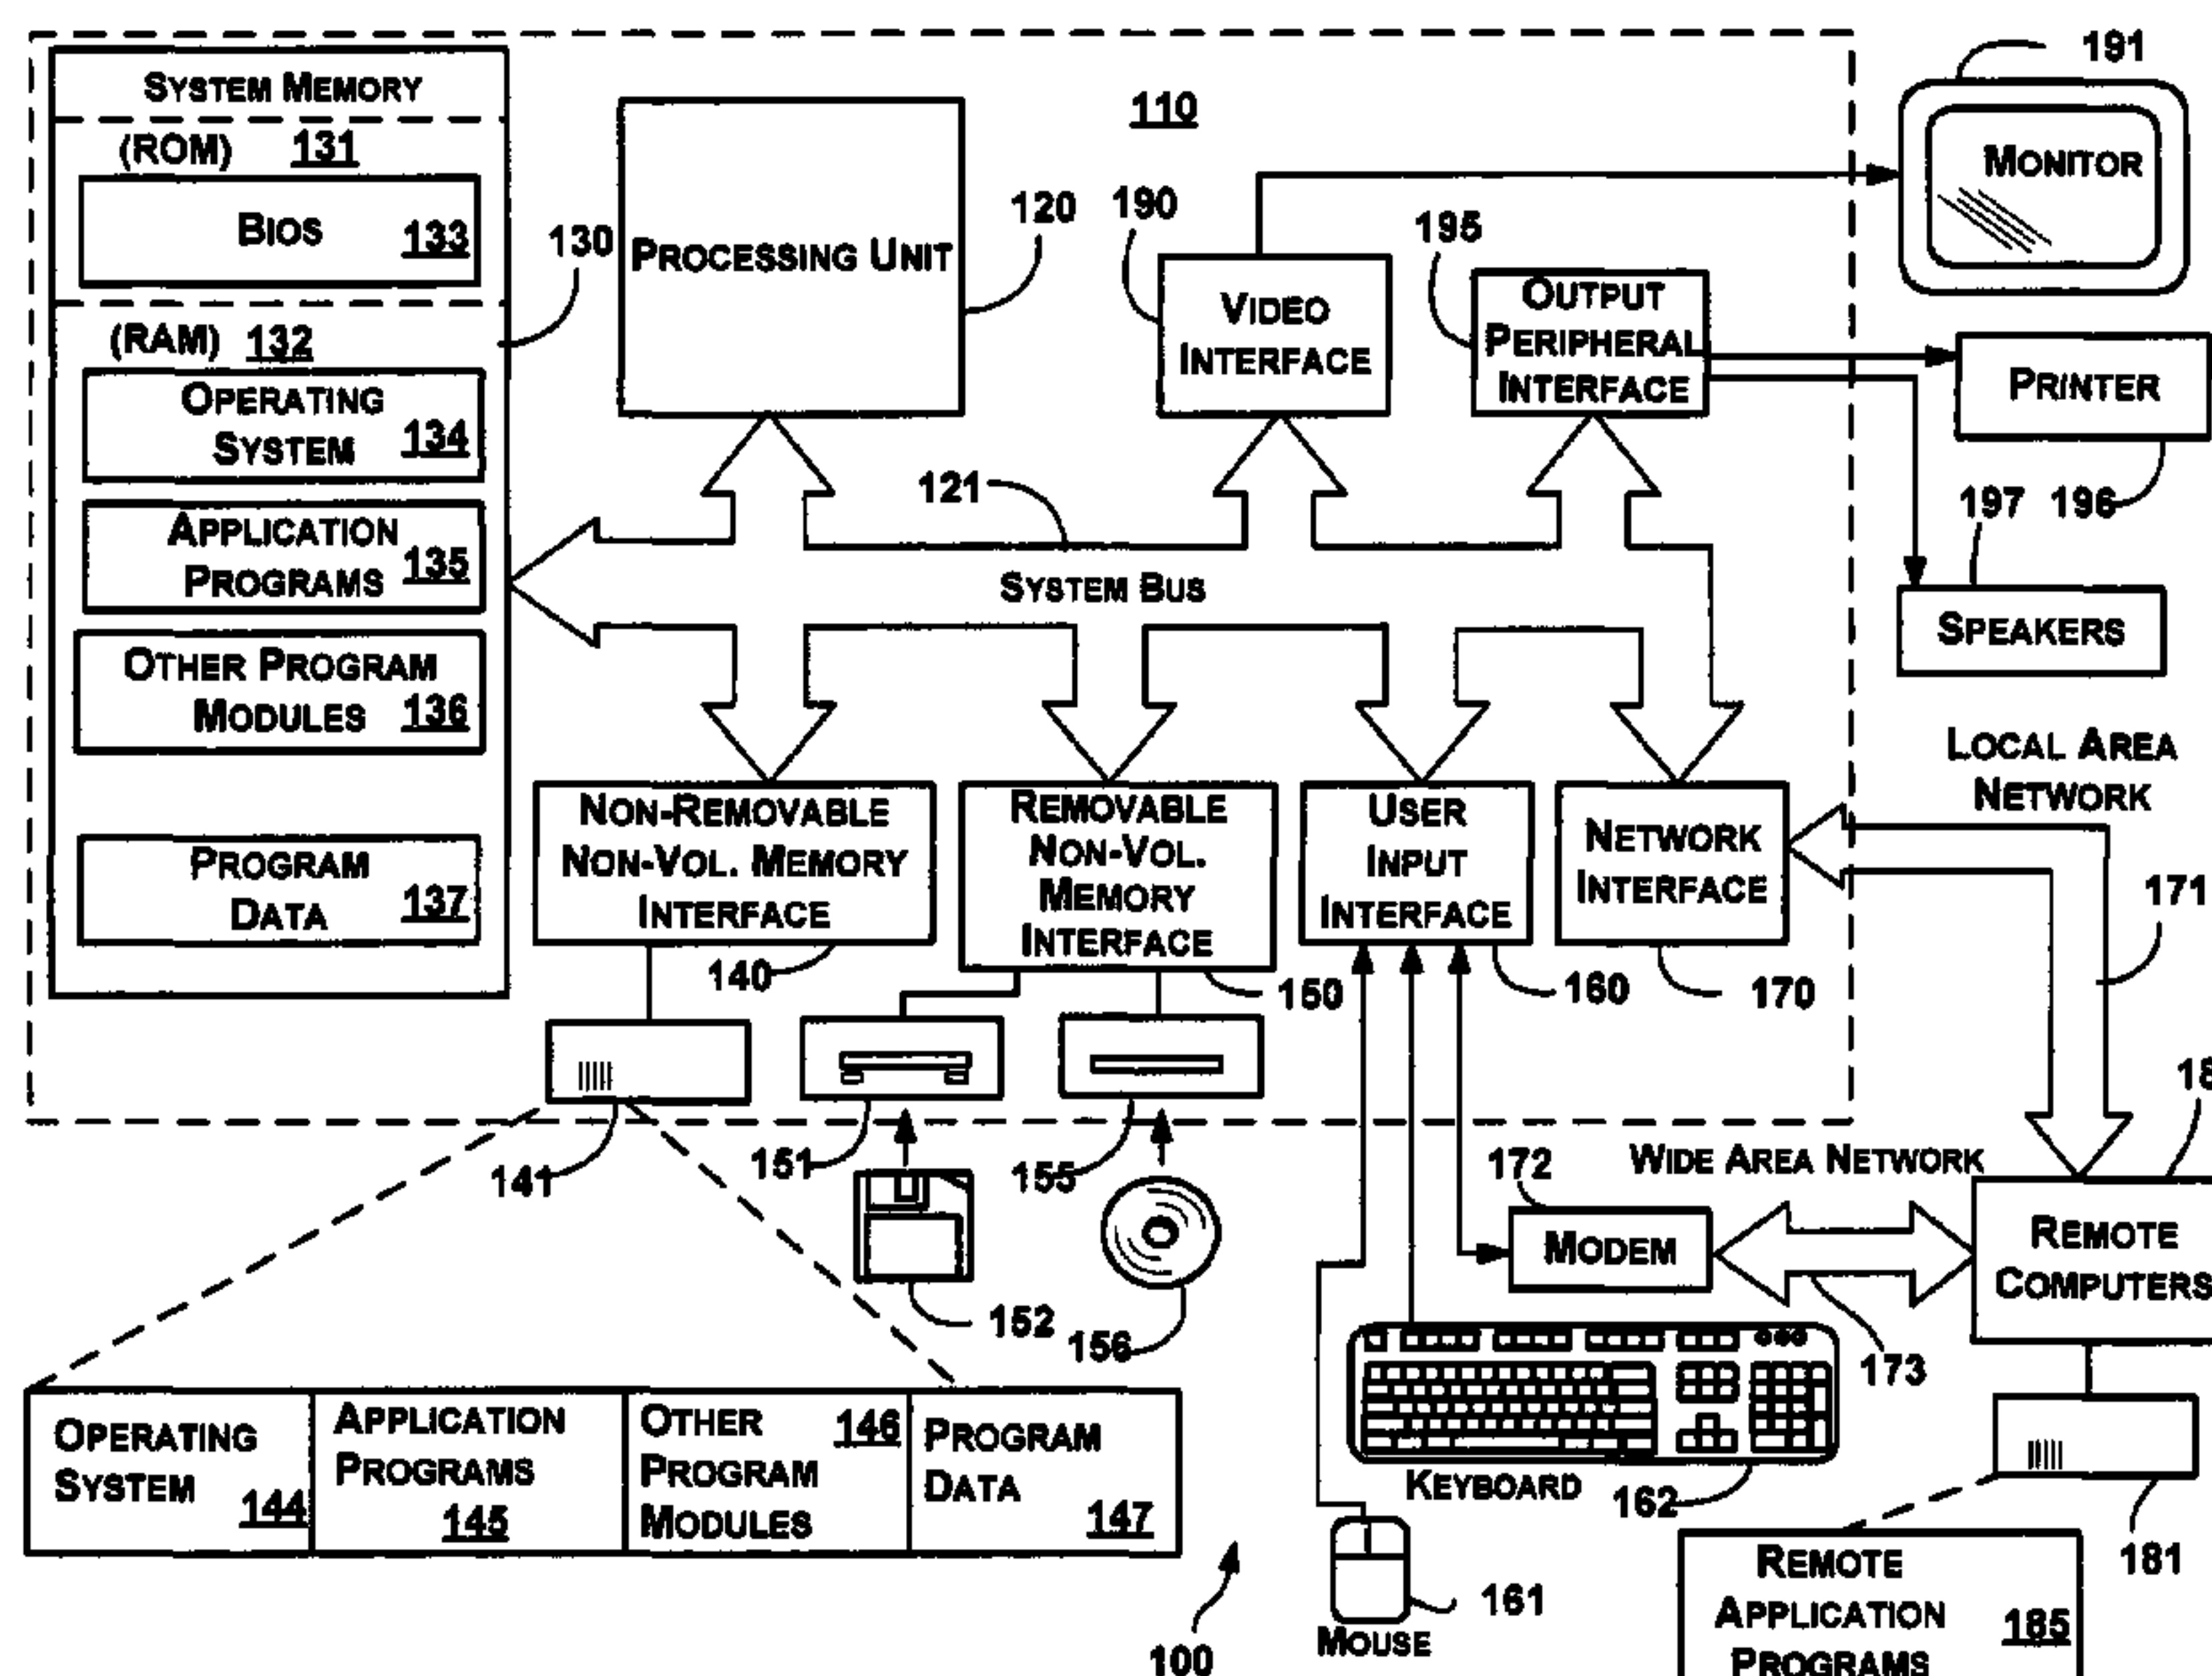 SYSTEM MEMORY
(ROM) 131
BIOS 133
(RAM) 132
OPERATING
SYSTEM 134
APPLICATION
PROGRAMS 135
OTHER PROGRAM
MODULES 136
PROGRAM
DATA 137
130
PROCESSING UNIT
120
110
190
VIDEO
INTERFACE
195
OUTPUT
PERIPHERAL
INTERFACE
191
MONITOR
PRINTER
197 196
SPEAKERS
121
SYSTEM BUS
NON-REMOVABLE
NON-VOL. MEMORY
INTERFACE
140
REMOVABLE
NON-VOL.
MEMORY
INTERFACE
150
USER
INPUT
INTERFACE
160
NETWORK
INTERFACE
170
LOCAL AREA
NETWORK
171
141
151
155
152
156
172
WIDE AREA NETWORK
MODEM
173
18
REMOTE
COMPUTERS
OPERATING
SYSTEM 144
APPLICATION
PROGRAMS
145
OTHER 146
PROGRAM
MODULES
PROGRAM
DATA
147
KEYBOARD 162
181
161
MOUSE
100
REMOTE
APPLICATION 185
PROGRAMS